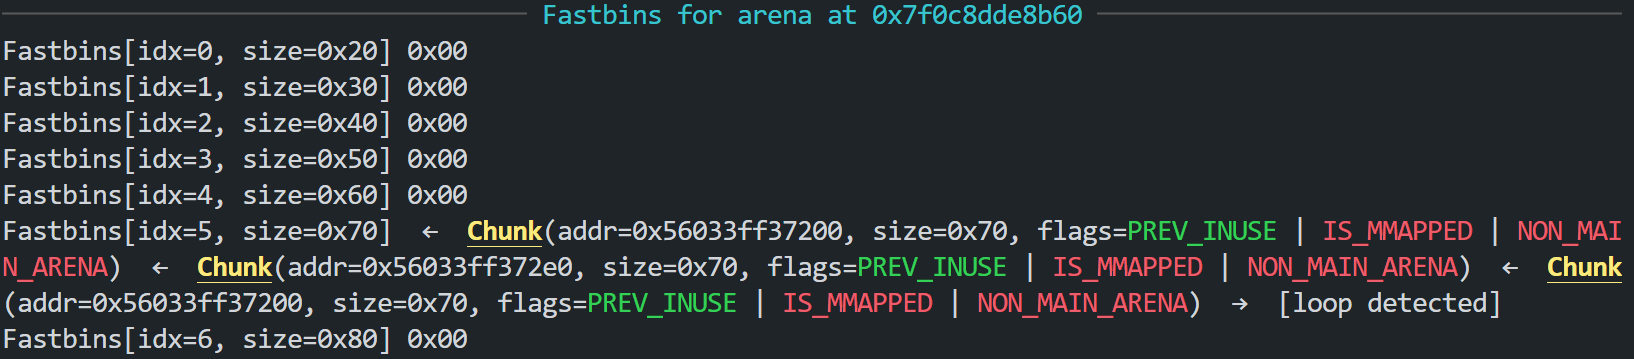 Fastbins for arena at 0x7f0c8dde8b60
Fastbins[idx=0, size=0x20] 0x00
Fastbins[idx=1, size=0x30] 0x00
Fastbins[idx=2, size=0x40] 0x00
Fastbins[idx=3, size=0x50] 0x00
Fastbins[idx=4, size=0x60] 0x00
Fastbins[idx=5, size=0x70]  ←  Chunk(addr=0x56033ff37200, size=0x70, flags=PREV_INUSE | IS_MMAPPED | NON_MAI
N_ARENA)  ←  Chunk(addr=0x56033ff372e0, size=0x70, flags=PREV_INUSE | IS_MMAPPED | NON_MAIN_ARENA)  ←  Chunk
(addr=0x56033ff37200, size=0x70, flags=PREV_INUSE | IS_MMAPPED | NON_MAIN_ARENA)  →  [loop detected]
Fastbins[idx=6, size=0x80] 0x00